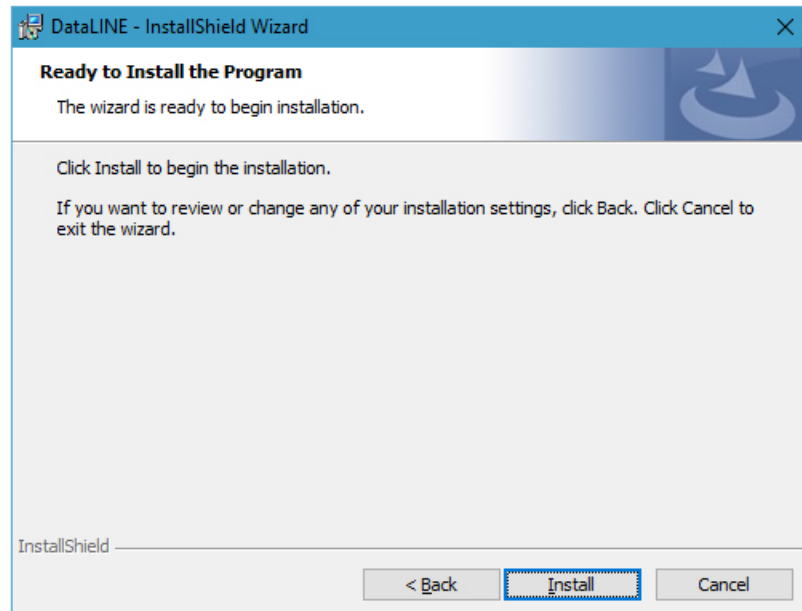 DataLINE - InstallShield Wizard
Ready to Install the Program
The wizard is ready to begin installation.
Click Install to begin the installation.
If you want to review or change any of your installation settings, click Back. Click Cancel to
exit the wizard.
InstallShield
< Back
Install
Cancel